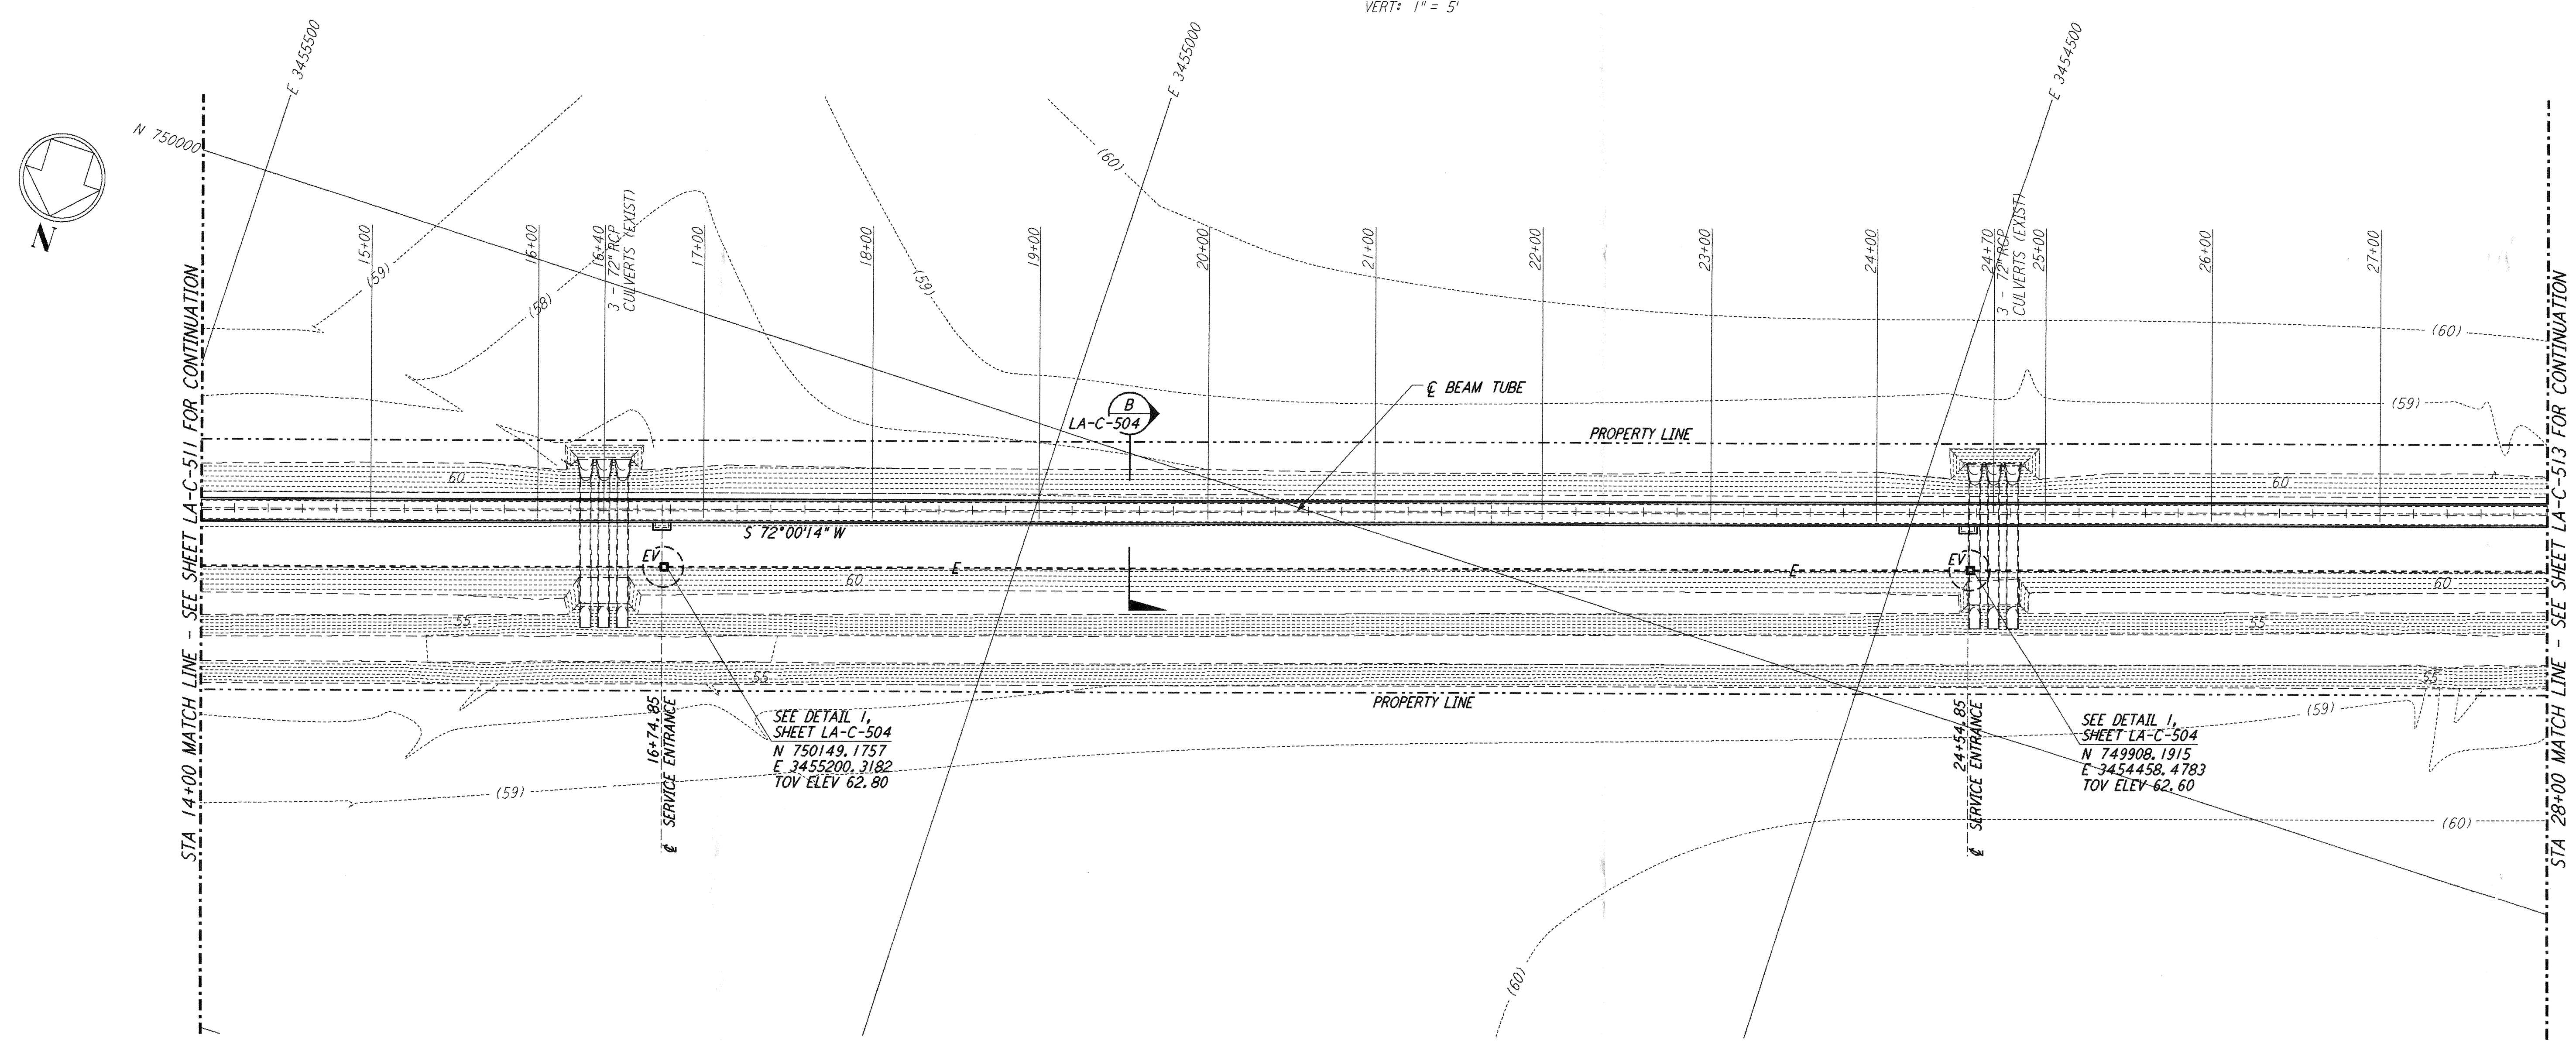 VERT: 1" = 5'
E 3455500
E 3455000
E 3454500
N 750000
N
(60)
15+00
16+00
16+40
3 - 72" RCP
CULVERTS (EXIST)
17+00
18+00
19+00
20+00
21+00
22+00
23+00
24+00
24+70
3 - 72" RCP
CULVERTS (EXIST)
25+00
26+00
27+00
(59)
(58)
(59)
(60)
(59)
STA 14+00 MATCH LINE - SEE SHEET LA-C-511 FOR CONTINUATION
STA 28+00 MATCH LINE - SEE SHEET LA-C-513 FOR CONTINUATION
℄ BEAM TUBE
B
LA-C-504
PROPERTY LINE
60
60
S 72°00'14" W
EV
E
E
EV
60
60
55
55
55
55
PROPERTY LINE
16+74.85
℄ SERVICE ENTRANCE
SEE DETAIL 1,
SHEET LA-C-504
N 750149.1757
E 3455200.3182
TOV ELEV 62.80
24+54.85
℄ SERVICE ENTRANCE
SEE DETAIL 1,
SHEET LA-C-504
N 749908.1915
E 3454458.4783
TOV ELEV 62.60
(59)
(59)
(60)
(60)